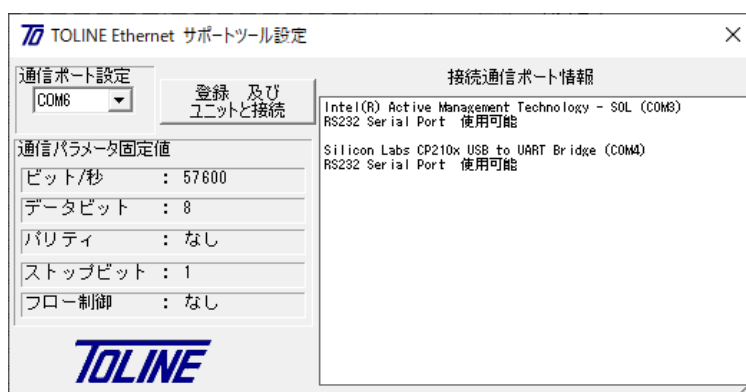 TOLINE Ethernet サポートツール設定
通信ポート設定
COM6
登録 及び
ユニットと接続
接続通信ポート情報
Intel(R) Active Management Technology - SOL (COM3)
RS232 Serial Port 使用可能
Silicon Labs CP210x USB to UART Bridge (COM4)
RS232 Serial Port 使用可能
通信パラメータ固定値
ビット/秒 : 57600
データビット : 8
パリティ : なし
ストップビット : 1
フロー制御 : なし
TOLINE